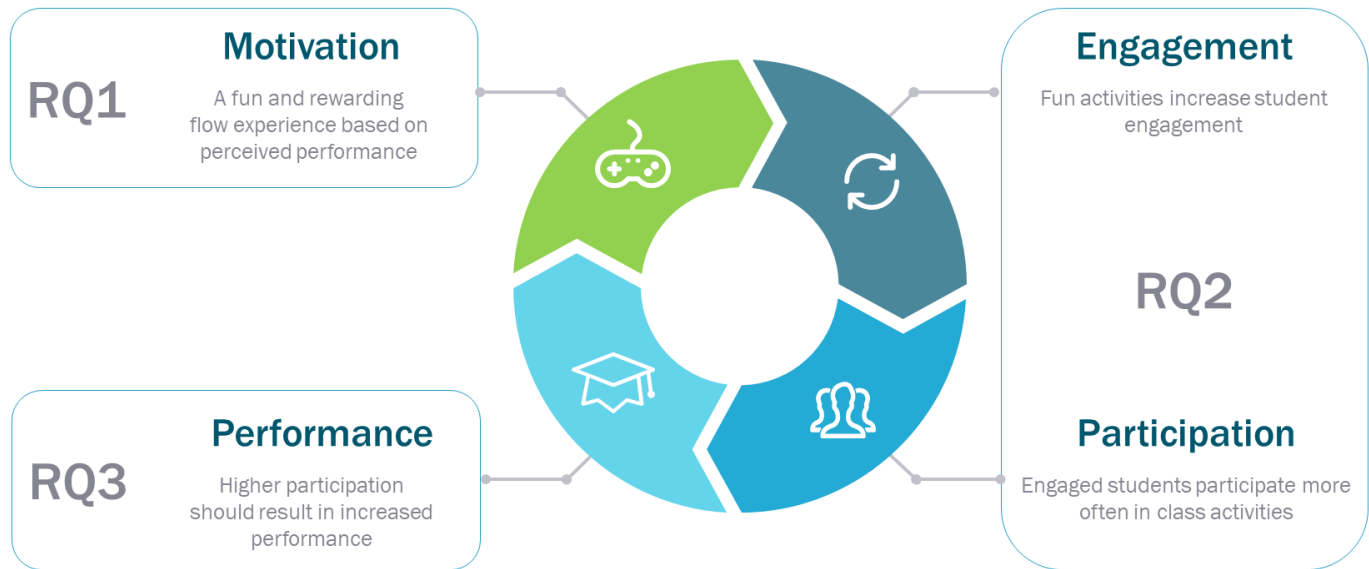 Motivation
RQ1
A fun and rewarding
flow experience based on
perceived performance
Engagement
Fun activities increase student
engagement
RQ2
Participation
Engaged students participate more
often in class activities
Performance
RQ3
Higher participation
should result in increased
performance